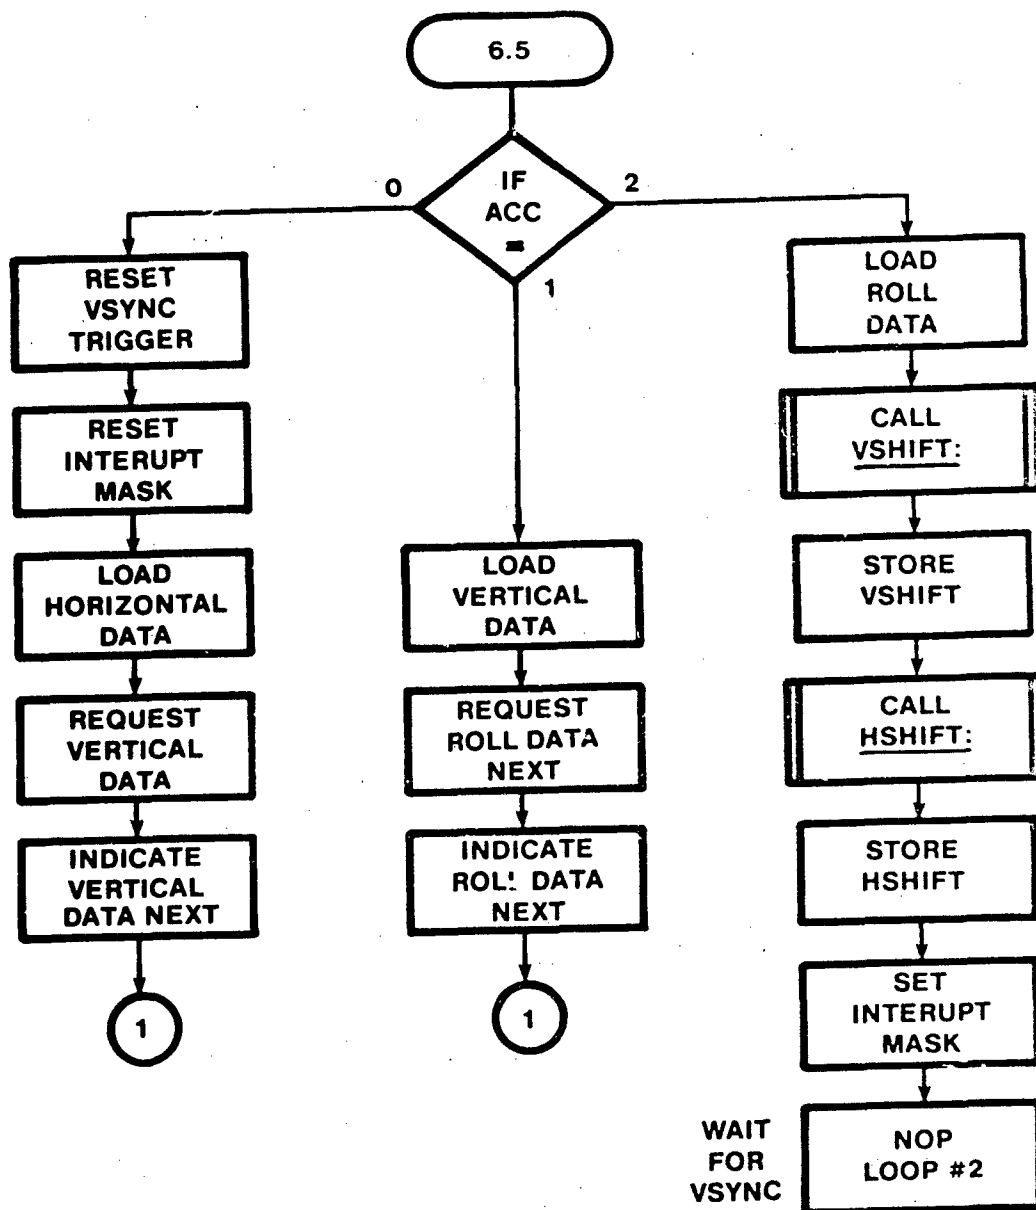 6.5
IF
ACC
=
0
2
1
RESET
VSYNC
TRIGGER
RESET
INTERUPT
MASK
LOAD
HORIZONTAL
DATA
REQUEST
VERTICAL
DATA
INDICATE
VERTICAL
DATA NEXT
1
LOAD
VERTICAL
DATA
REQUEST
ROLL DATA
NEXT
INDICATE
ROLL DATA
NEXT
1
LOAD
ROLL
DATA
CALL
VSHIFT:
STORE
VSHIFT
CALL
HSHIFT:
STORE
HSHIFT
SET
INTERUPT
MASK
WAIT
FOR
VSYNC
NOP
LOOP #2